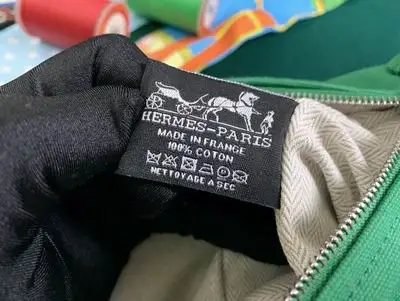 HERMES-PARIS
MADE IN FRANCE
100% COTON
NETTOYAGE A SEC